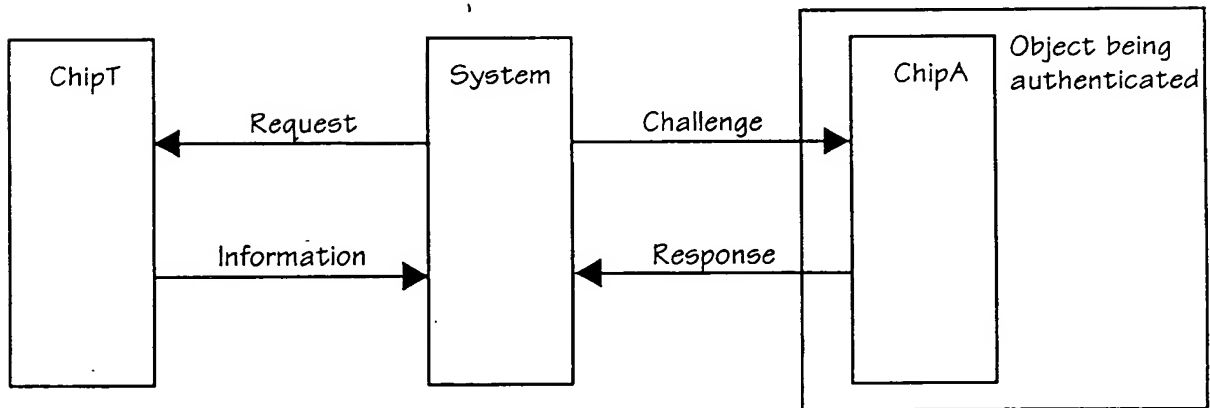 ChipT
System
ChipA
Object being
authenticated
Request
Challenge
Information
Response